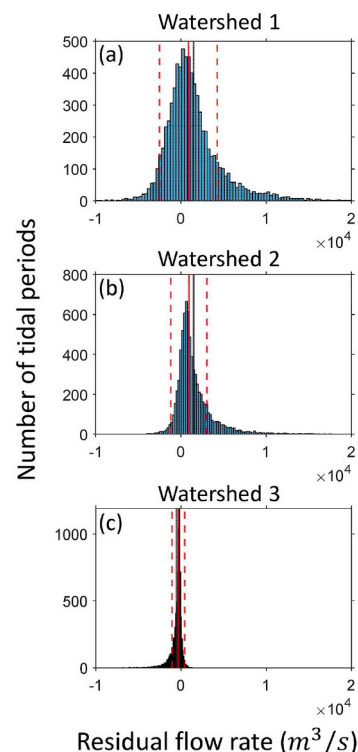 Watershed 1
(a)
500
400
300
200
100
0
-1 0 1 2
×10⁴
Watershed 2
(b)
800
600
400
200
0
-1 0 1 2
×10⁴
Number of tidal periods
Watershed 3
(c)
1000
500
0
-1 0 1 2
×10⁴
Residual flow rate (m³/s)